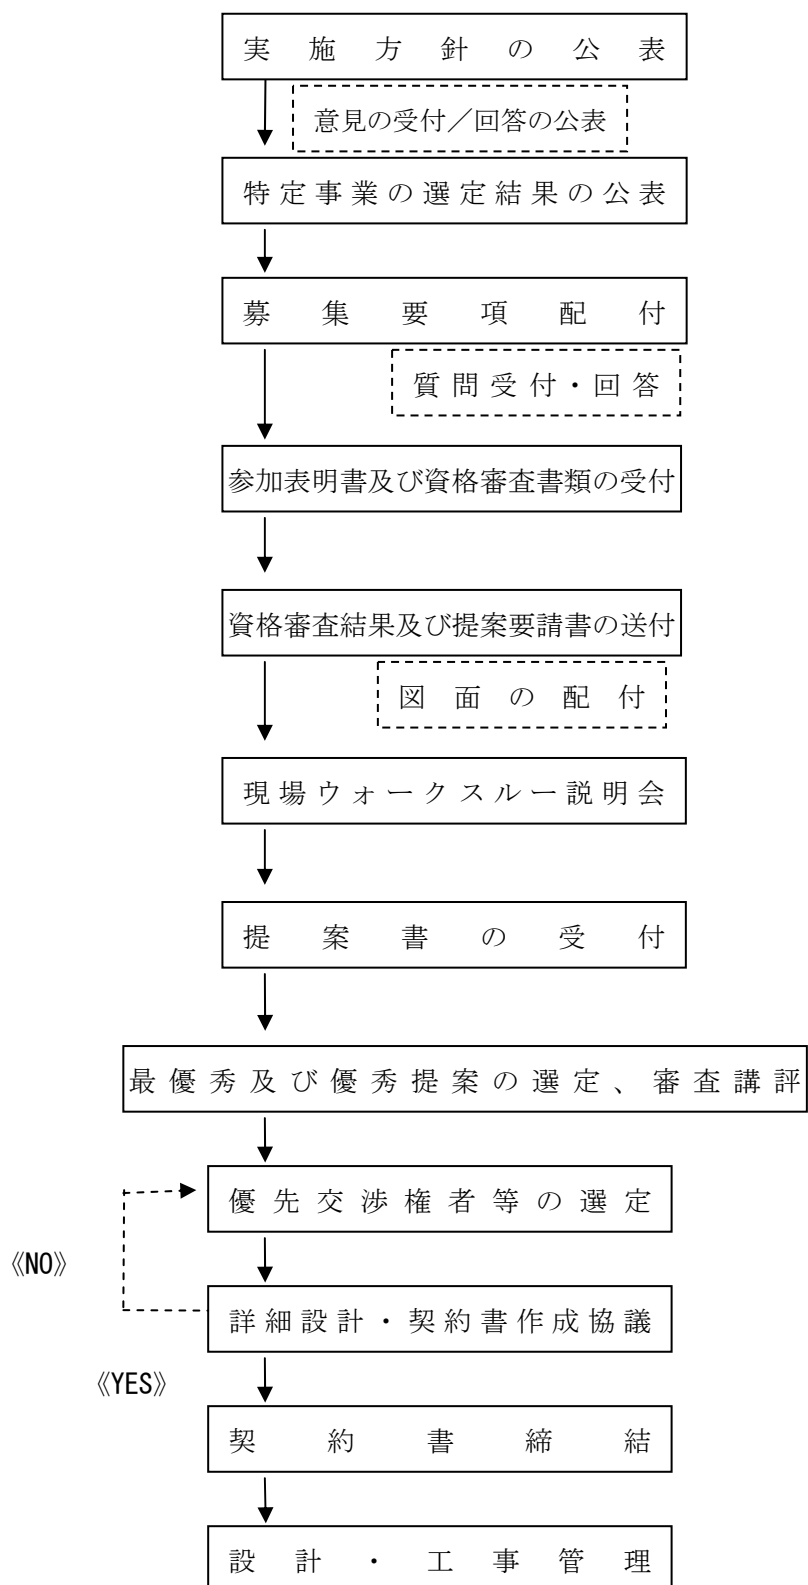 実施方針の公表
意見の受付／回答の公表
特定事業の選定結果の公表
募集要項配付
質問受付・回答
参加表明書及び資格審査書類の受付
資格審査結果及び提案要請書の送付
図面の配付
現場ウォークスルー説明会
提案書の受付
最優秀及び優秀提案の選定、審査講評
優先交渉権者等の選定
《NO》
詳細設計・契約書作成協議
《YES》
契約書締結
設計・工事管理